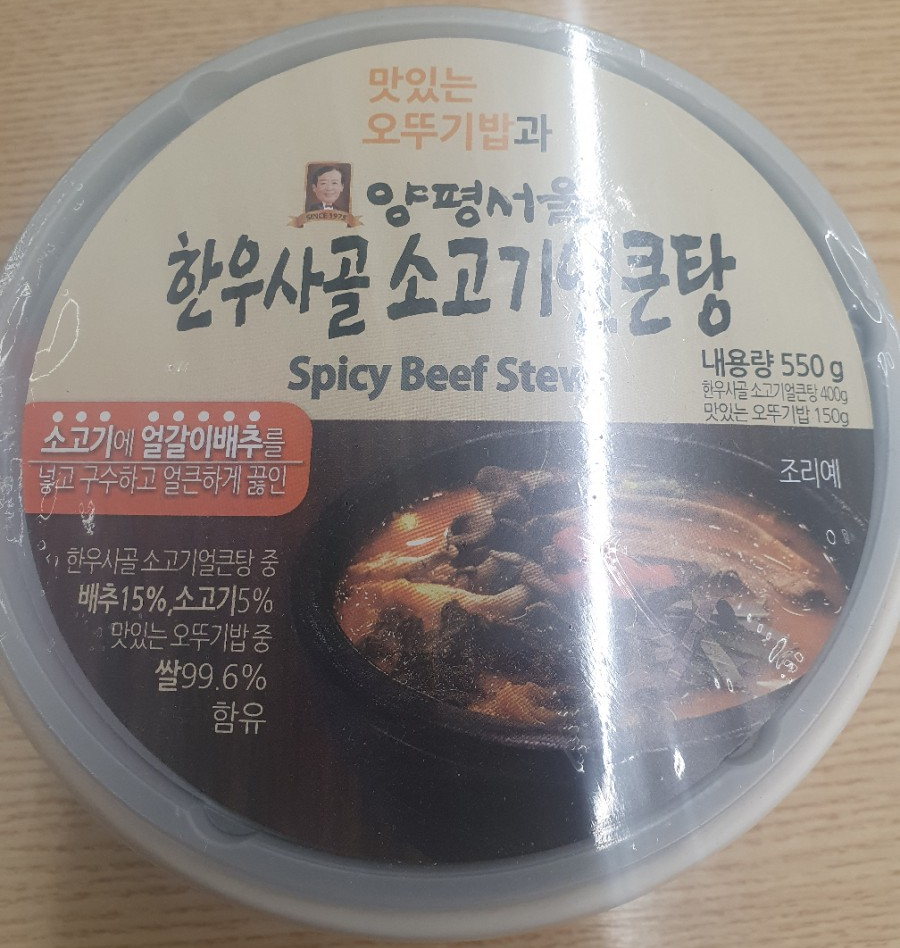 맛있는
오뚜기밥과
SINCE 1975
양평서울
한우사골 소고기얼큰탕
Spicy Beef Stew
내용량 550 g
한우사골 소고기얼큰탕 400g
맛있는 오뚜기밥 150g
소고기에 얼갈이배추를
넣고 구수하고 얼큰하게 끓인
조리예
한우사골 소고기얼큰탕 중
배추15%,소고기5%
맛있는 오뚜기밥 중
쌀99.6%
함유